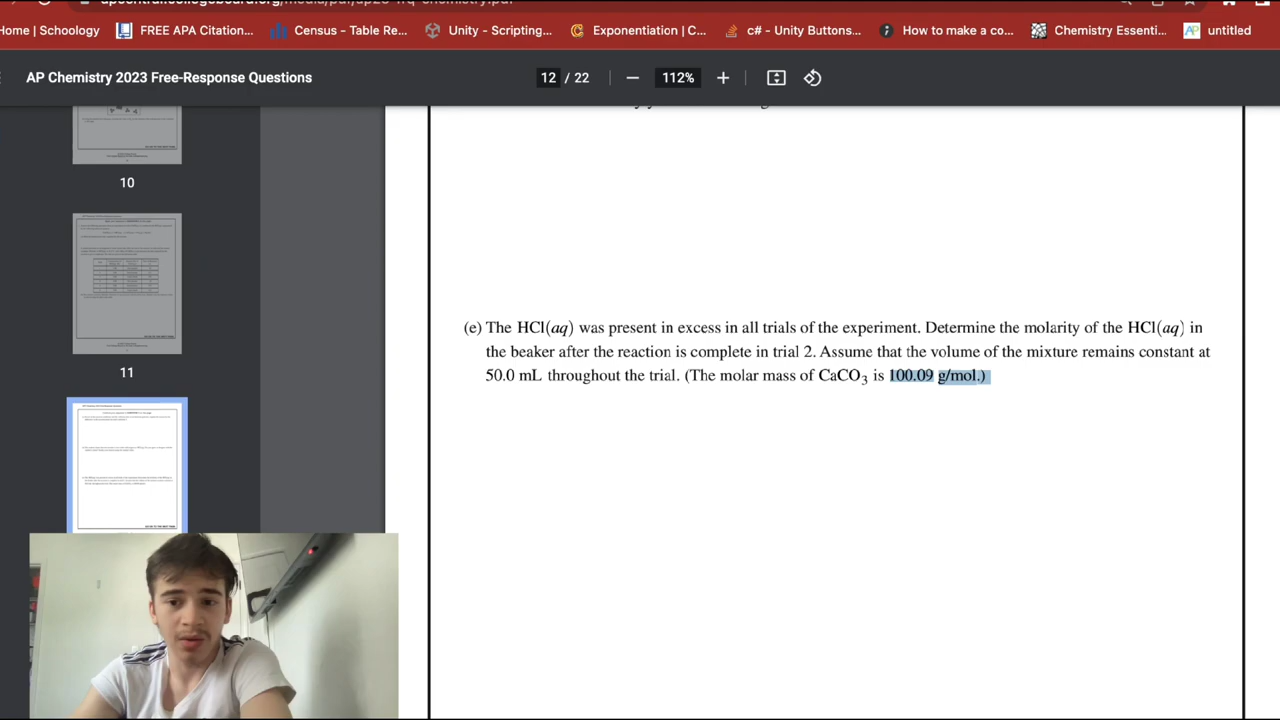 Home | Schoology
FREE APA Citation...
Census - Table Re...
Unity - Scripting...
Exponentiation | C...
c# - Unity Buttons...
How to make a co...
Chemistry Essenti...
untitled
AP Chemistry 2023 Free-Response Questions
12 / 22
112%
10
11
(e) The HCl(aq) was present in excess in all trials of the experiment. Determine the molarity of the HCl(aq) in
the beaker after the reaction is complete in trial 2. Assume that the volume of the mixture remains constant at
50.0 mL throughout the trial. (The molar mass of CaCO3 is 100.09 g/mol.)